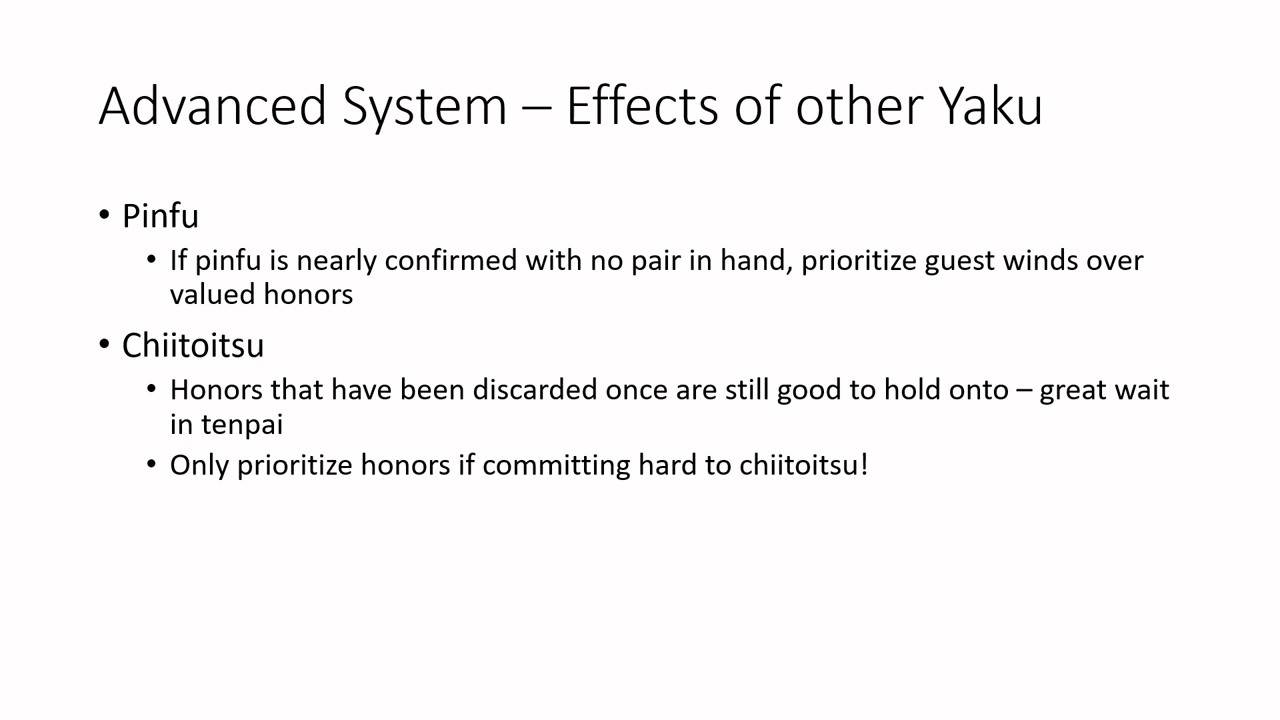 Advanced System – Effects of other Yaku
• Pinfu
• If pinfu is nearly confirmed with no pair in hand, prioritize guest winds over
valued honors
• Chiitoitsu
• Honors that have been discarded once are still good to hold onto – great wait
in tenpai
• Only prioritize honors if committing hard to chiitoitsu!